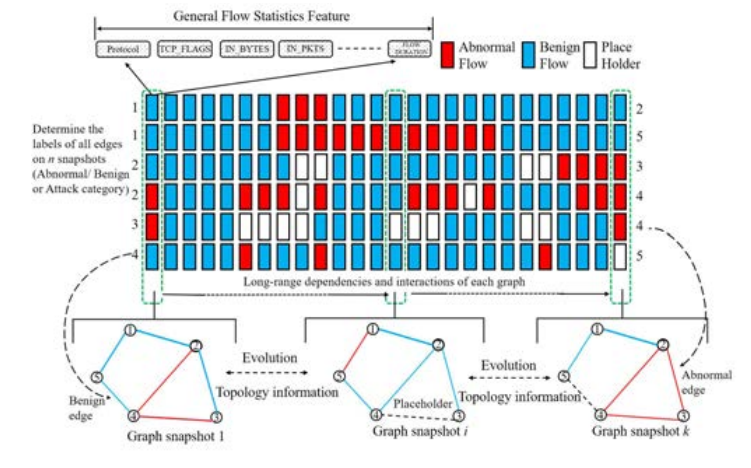 General Flow Statistics Feature
Protocol TCP_FLAGS IN_BYTES IN_PKTS FLOW DURATION
Abnormal Flow
Benign Flow
Place Holder
Determine the
labels of all edges
on n snapshots
(Abnormal/ Benign
or Attack category)
1 2
1 5
2 3
2 4
3 4
4 5
Long-range dependencies and interactions of each graph
1 2 3 4 5
Benign
edge
Graph snapshot 1
Evolution
Topology information
1 2 3 4 5
Placeholder
Graph snapshot i
Evolution
Topology information
1 2 3 4 5
Abnormal
edge
Graph snapshot k